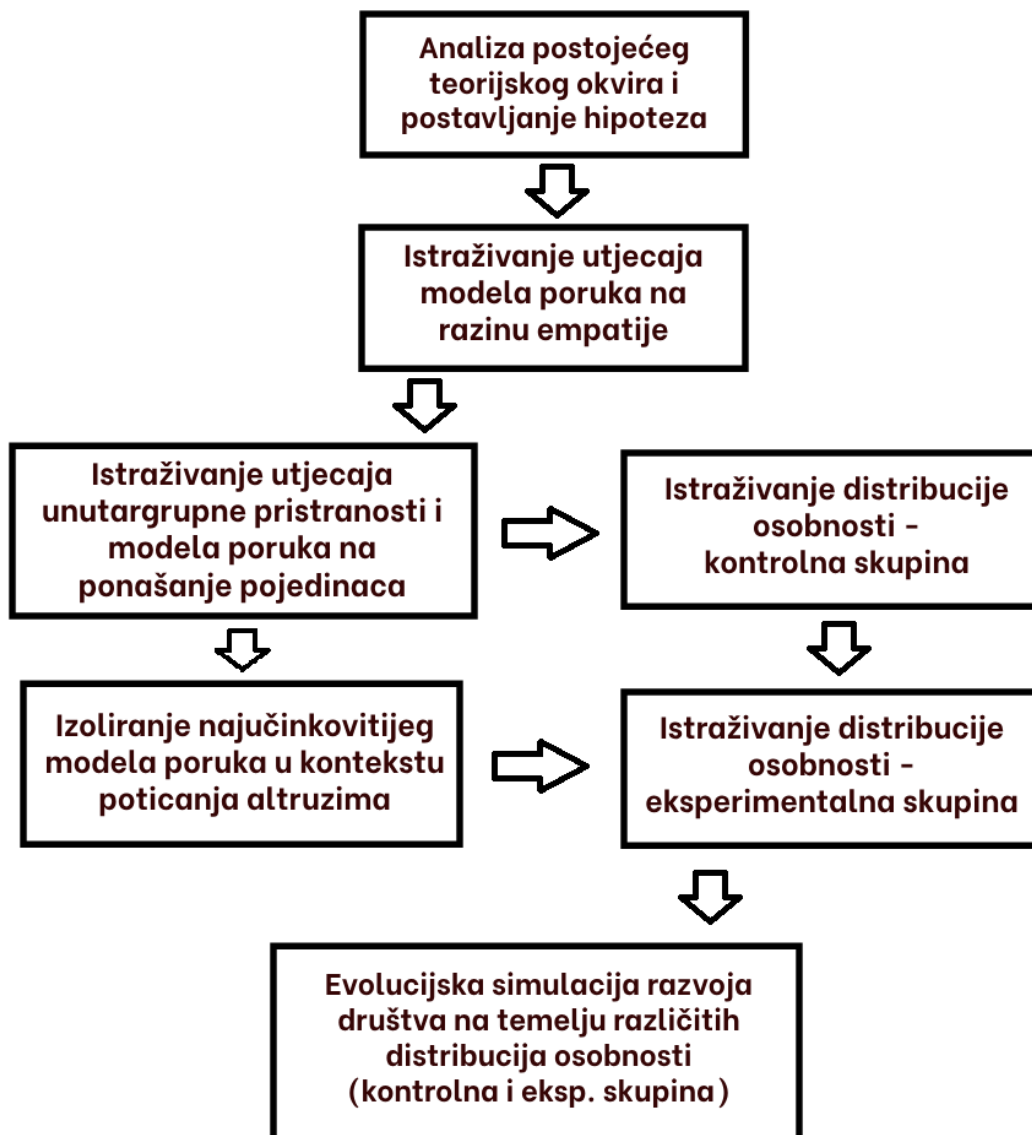 Analiza postojećeg
teorijskog okvira i
postavljanje hipoteza
Istraživanje utjecaja
modela poruka na
razinu empatije
Istraživanje utjecaja
unutargrupne pristranosti i
modela poruka na
ponašanje pojedinaca
Istraživanje distribucije
osobnosti -
kontrolna skupina
Izoliranje najučinkovitijeg
modela poruka u kontekstu
poticanja altruzima
Istraživanje distribucije
osobnosti -
eksperimentalna skupina
Evolucijska simulacija razvoja
društva na temelju različitih
distribucija osobnosti
(kontrolna i eksp. skupina)